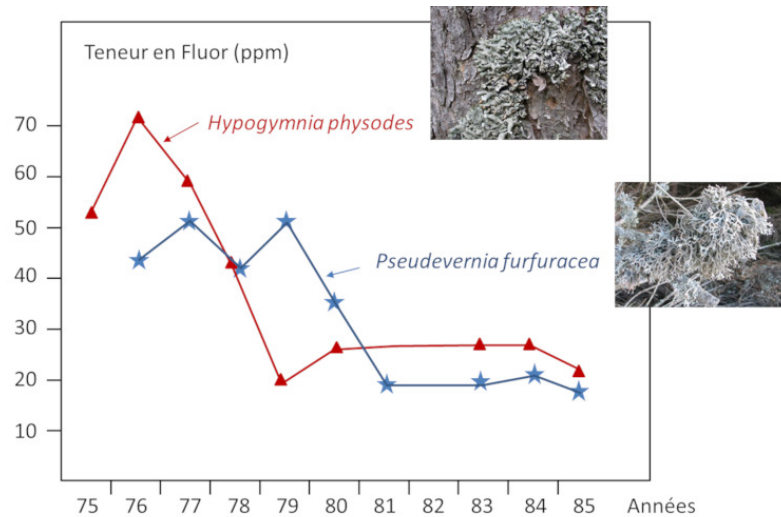 Teneur en Fluor (ppm)
Hypogymnia physodes
Pseudevernia furfuracea
70
60
50
40
30
20
10
75 76 77 78 79 80 81 82 83 84 85 Années